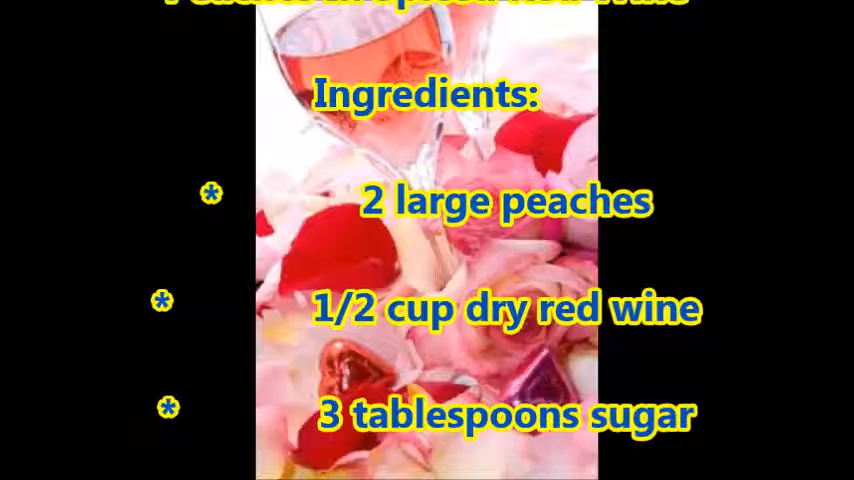 Ingredients:
* 2 large peaches
* 1/2 cup dry red wine
* 3 tablespoons sugar